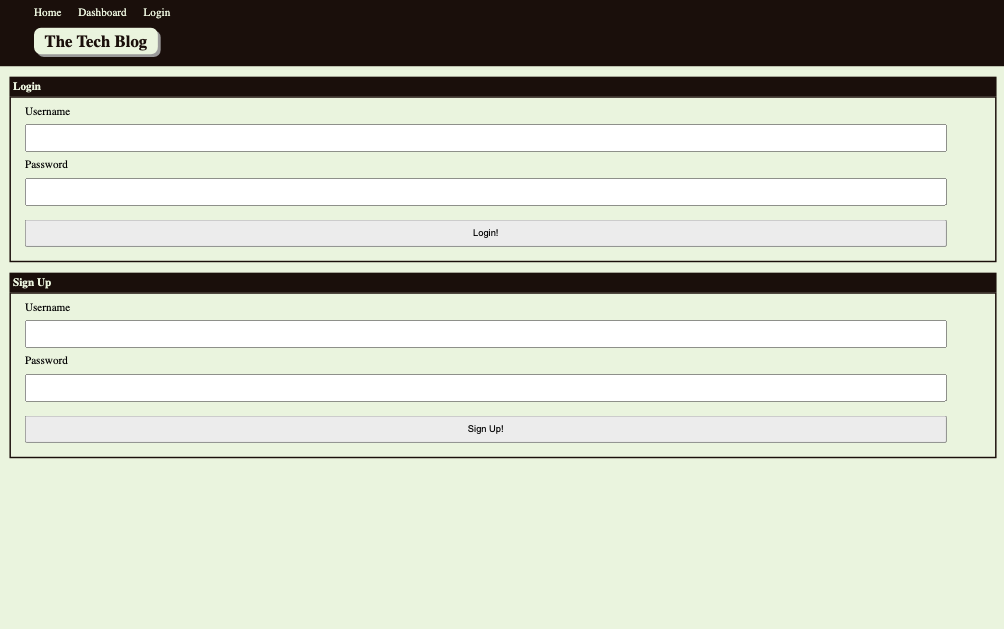 Home Dashboard Login
The Tech Blog
Login
Username
Password
Login!
Sign Up
Username
Password
Sign Up!